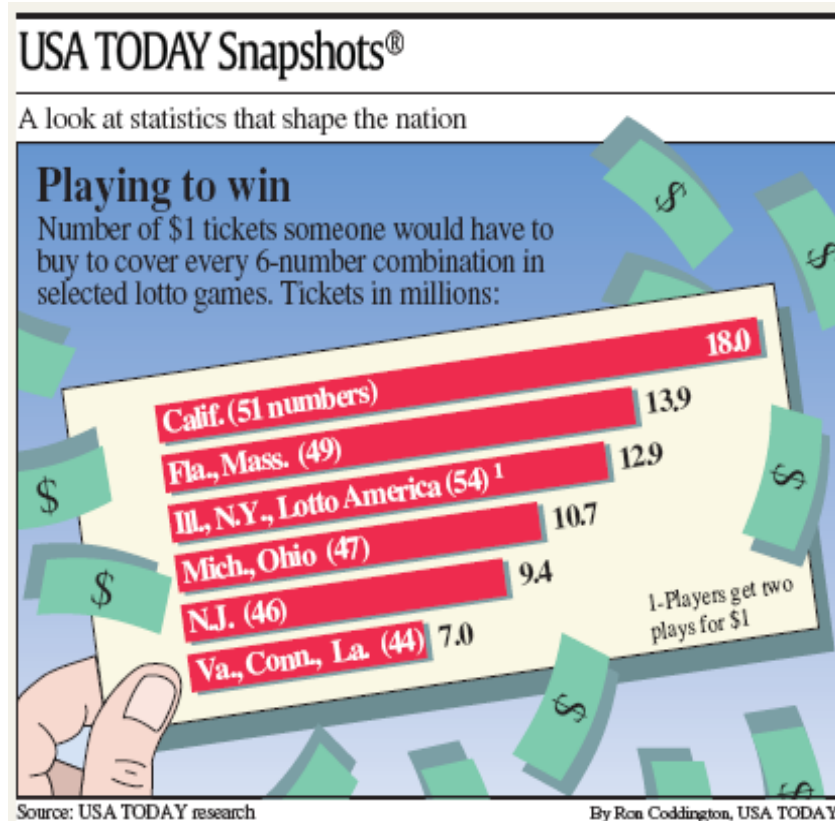 USA TODAY Snapshots®
A look at statistics that shape the nation
Playing to win
Number of $1 tickets someone would have to
buy to cover every 6-number combination in
selected lotto games. Tickets in millions:
Calif. (51 numbers) 18.0
Fla., Mass. (49) 13.9
Ill., N.Y., Lotto America (54) 1 12.9
Mich., Ohio (47) 10.7
N.J. (46) 9.4
Va., Conn., La. (44) 7.0
1-Players get two
plays for $1
$
$
$
$
$
$
$
Source: USA TODAY research
By Ron Coddington, USA TODAY